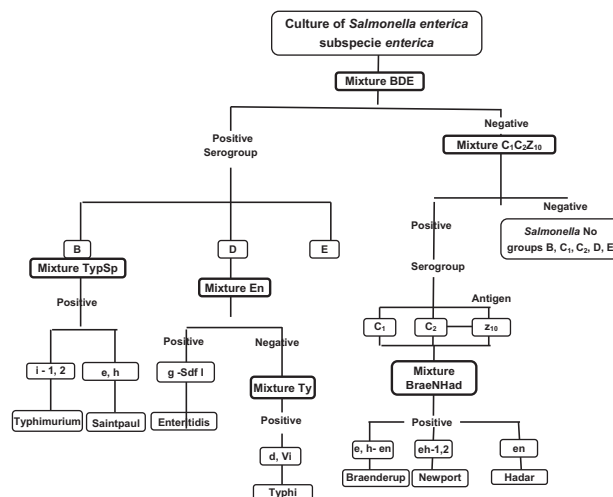 Culture of Salmonella enterica
subspecie enterica
Mixture BDE
Positive
Serogroup
Negative
Mixture C₁C₂Z₁₀
Negative
Positive
Salmonella No
groups B, C₁, C₂, D, E
Serogroup
B
D
E
Mixture TypSp
Mixture En
Positive
Antigen
C₁
C₂
z₁₀
Positive
Negative
Mixture
BraeNHad
i - 1, 2
e, h
g -Sdf I
Mixture Ty
Typhimurium
Saintpaul
Enteritidis
Positive
Positive
e, h- en
eh-1,2
en
d, Vi
Braenderup
Newport
Hadar
Typhi